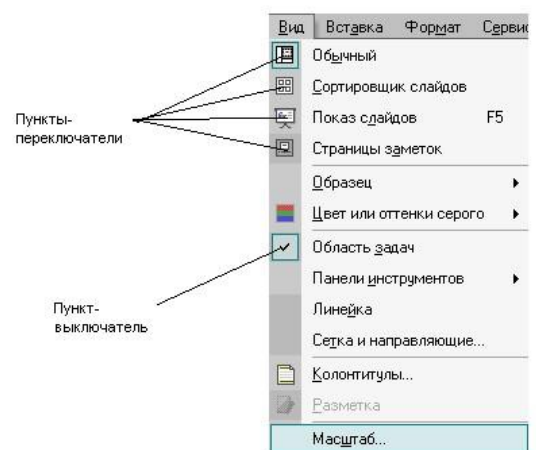 Вид Вставка Формат Сервис
Обычный
Сортировщик слайдов
Показ слайдов F5
Страницы заметок
Образец
Цвет или оттенки серого
Область задач
Панели инструментов
Линейка
Сетка и направляющие...
Колонтитулы...
Разметка
Масштаб...
Пункты-
переключатели
Пункт-
выключатель